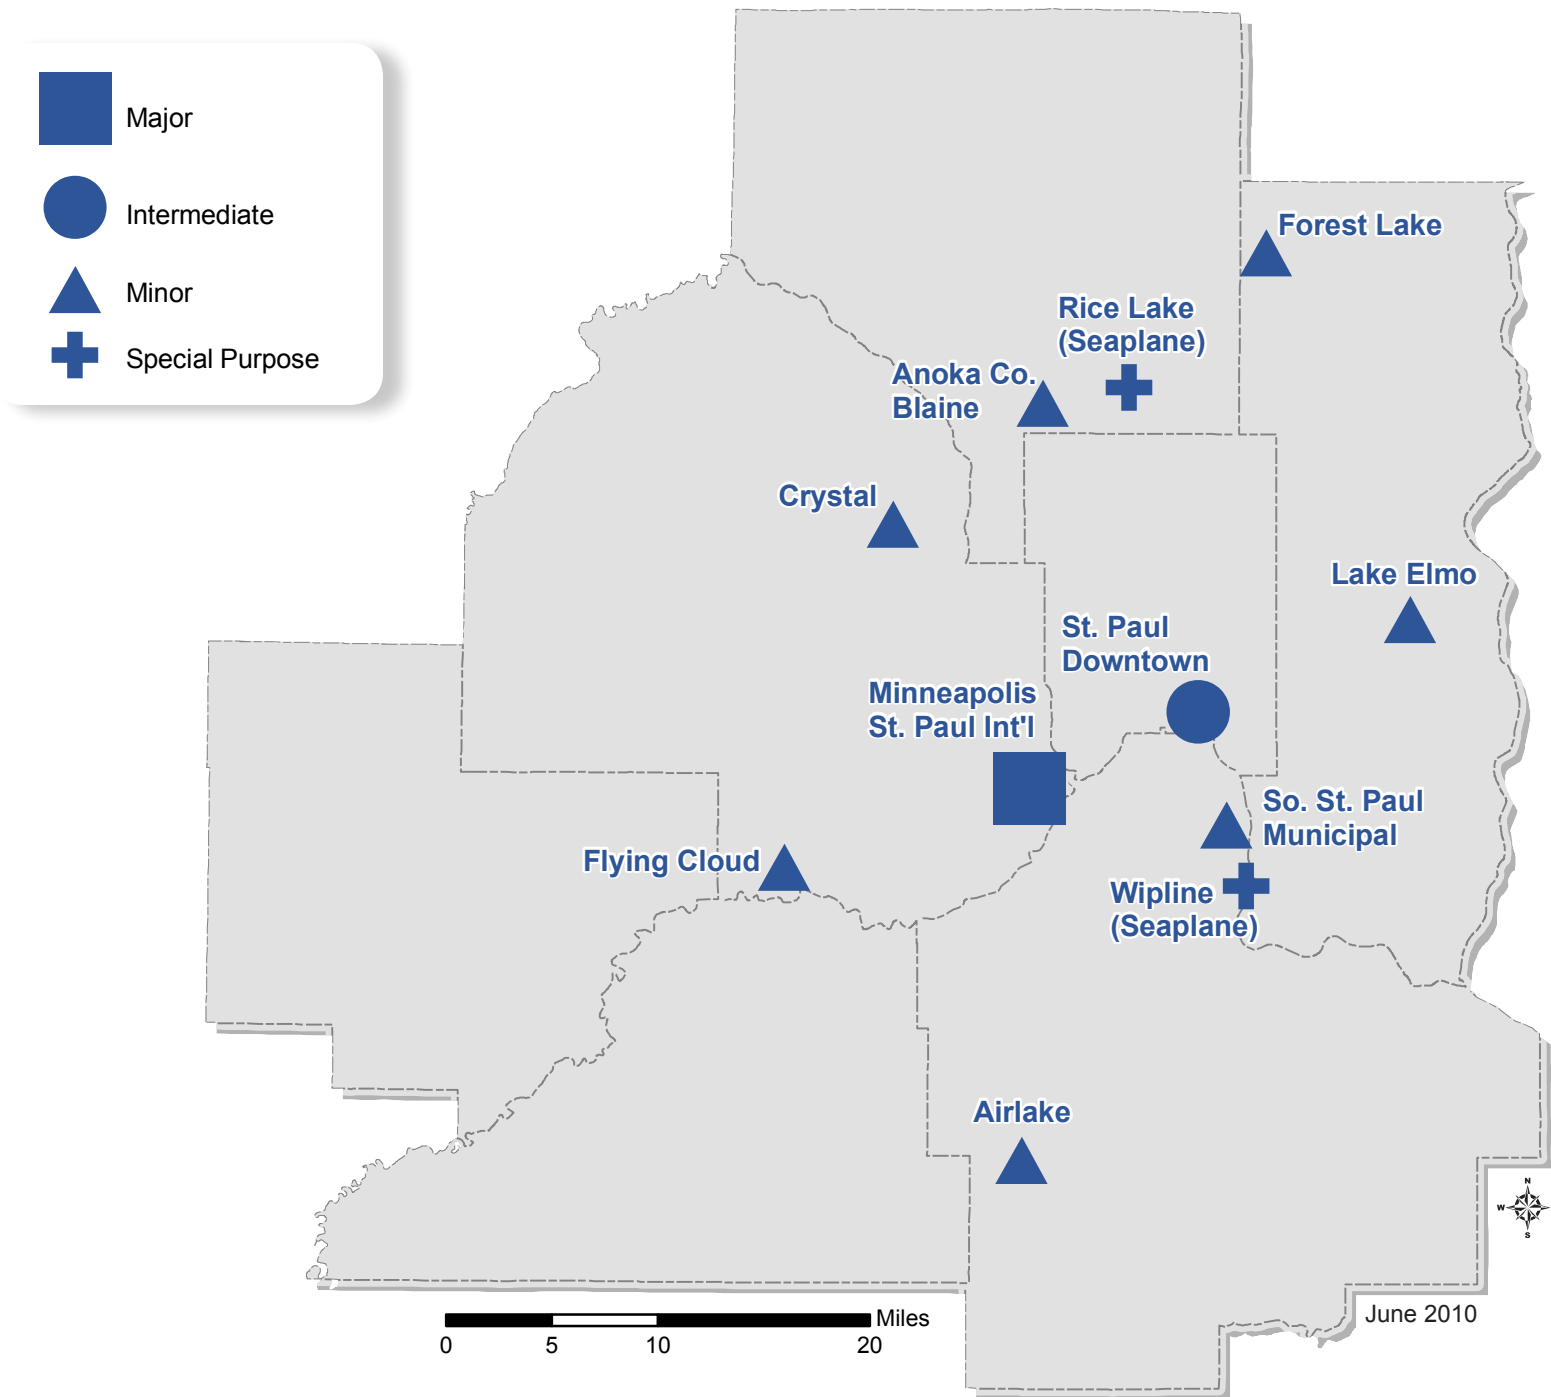 Major
Intermediate
Minor
Special Purpose
Forest Lake
Rice Lake
(Seaplane)
Anoka Co.
Blaine
Crystal
Lake Elmo
St. Paul
Downtown
Minneapolis
St. Paul Int'l
So. St. Paul
Municipal
Flying Cloud
Wipline
(Seaplane)
Airlake
N
W
S
Miles
0 5 10 20
June 2010